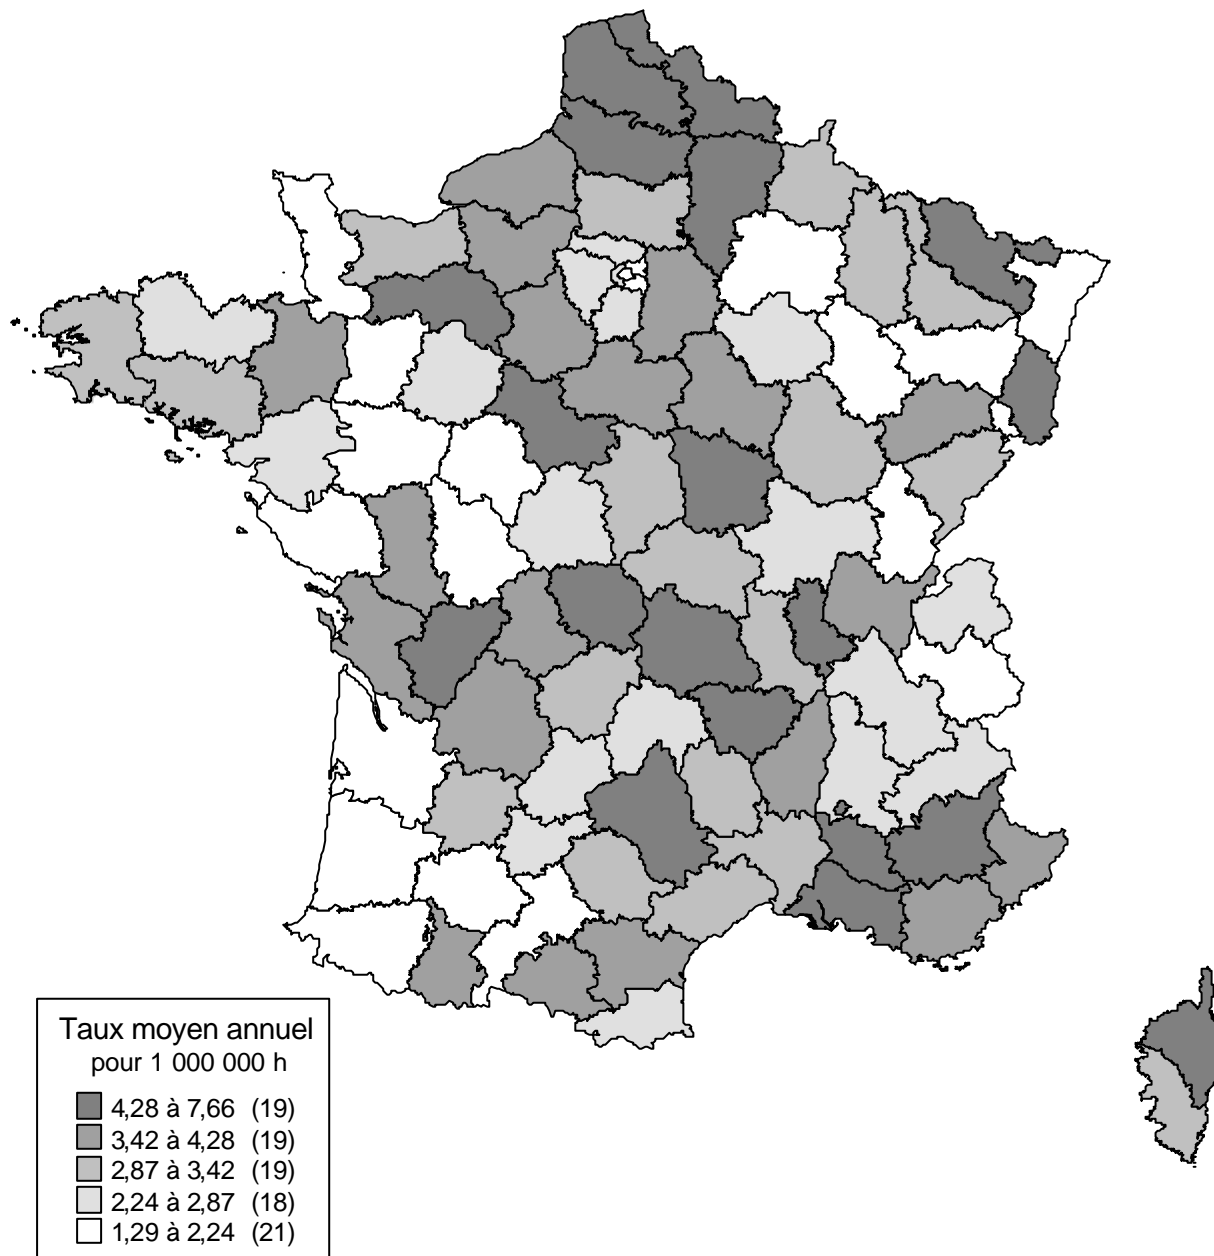 Taux moyen annuel
pour 1 000 000 h
4,28 à 7,66 (19)
3,42 à 4,28 (19)
2,87 à 3,42 (19)
2,24 à 2,87 (18)
1,29 à 2,24 (21)